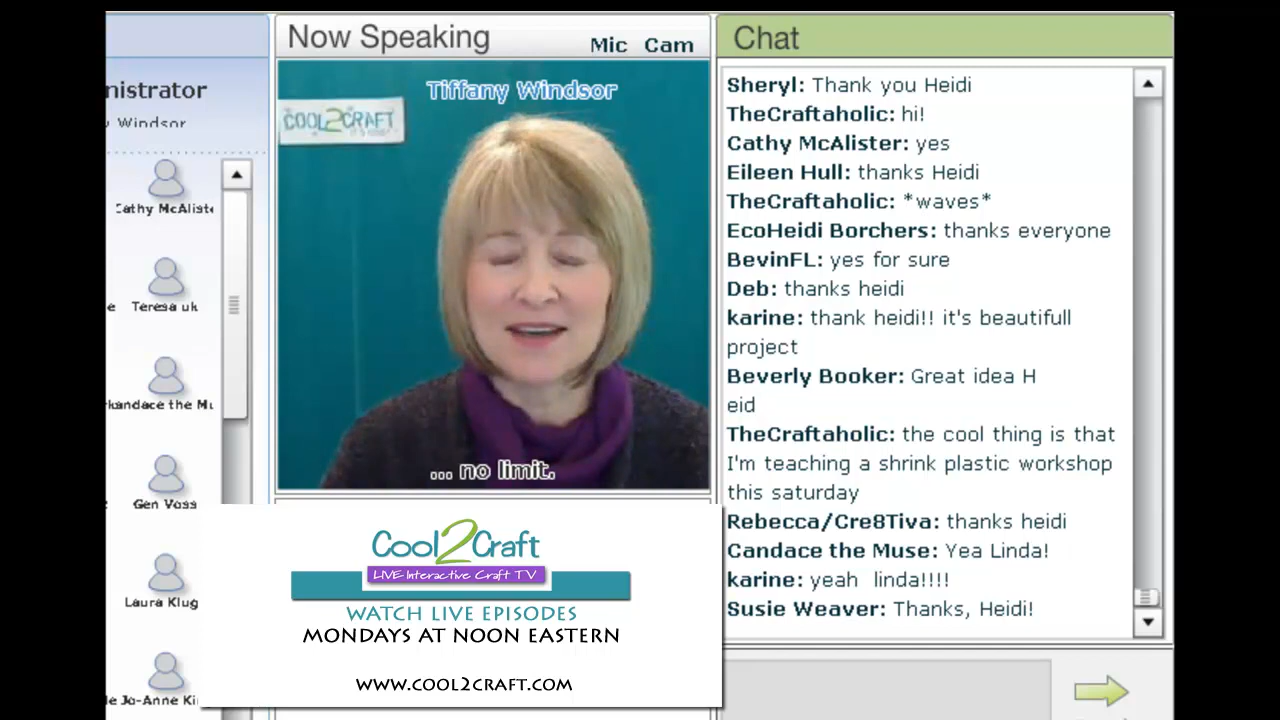 nistrator
y Windsor
Cathy McAliste
e Teresa uk
kandace the Mu
Gen Voss
Laura Klug
le Jo-Anne Ki
Now Speaking
Mic Cam
Tiffany Windsor
COOL2CRAFT
... no limit.
Cool2Craft
LIVE Interactive Craft TV
WATCH LIVE EPISODES
MONDAYS AT NOON EASTERN
WWW.COOL2CRAFT.COM
Chat
Sheryl: Thank you Heidi
TheCraftaholic: hi!
Cathy McAlister: yes
Eileen Hull: thanks Heidi
TheCraftaholic: *waves*
EcoHeidi Borchers: thanks everyone
BevinFL: yes for sure
Deb: thanks heidi
karine: thank heidi!! it's beautifull
project
Beverly Booker: Great idea H
eid
TheCraftaholic: the cool thing is that
I'm teaching a shrink plastic workshop
this saturday
Rebecca/Cre8Tiva: thanks heidi
Candace the Muse: Yea Linda!
karine: yeah linda!!!!
Susie Weaver: Thanks, Heidi!